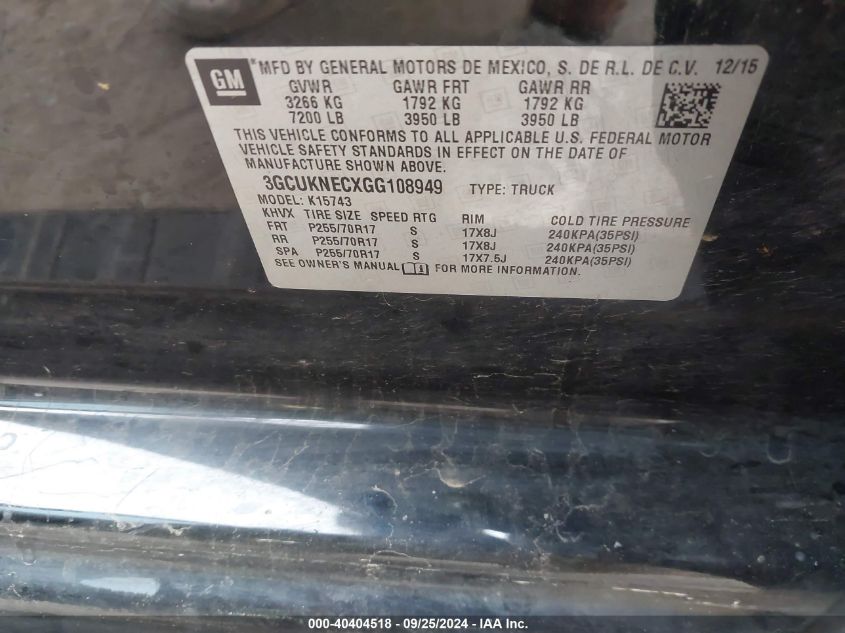 GM
*MFD BY GENERAL MOTORS DE MEXICO, S. DE R.L. DE C.V. 12/15
GVWR GAWR FRT GAWR RR
3266 KG 1792 KG 1792 KG
7200 LB 3950 LB 3950 LB
THIS VEHICLE CONFORMS TO ALL APPLICABLE U.S. FEDERAL MOTOR
VEHICLE SAFETY STANDARDS IN EFFECT ON THE DATE OF
MANUFACTURE SHOWN ABOVE.
3GCUKNECXGG108949 TYPE: TRUCK
MODEL: K15743
KHVX TIRE SIZE SPEED RTG RIM COLD TIRE PRESSURE
FRT P255/70R17 S 17X8J 240KPA(35PSI)
RR P255/70R17 S 17X8J 240KPA(35PSI)
SPA P255/70R17 S 17X7.5J 240KPA(35PSI)
SEE OWNER'S MANUAL FOR MORE INFORMATION.
000-40404518 - 09/25/2024 - IAA Inc.